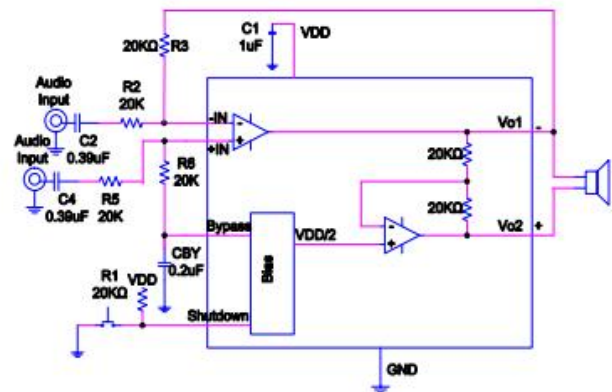 C1
1uF
VDD
20KΩ
R3
Audio
Input
R2
20K
-IN
-
Vo1
-
Audio
Input
C2
0.39uF
+IN
+
20KΩ
R6
20K
C4
0.39uF
R5
20K
20KΩ
Bypass
VDD/2
-
+
Vo2
+
CBY
0.2uF
Bias
R1
20KΩ
VDD
Shutdown
GND